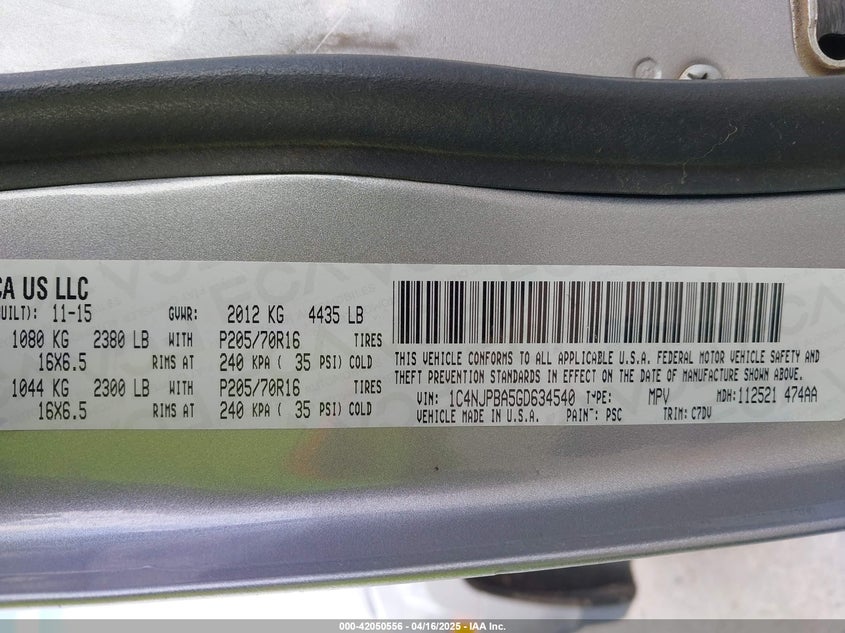 CA US LLC
UILT): 11-15 GVWR: 2012 KG 4435 LB
1080 KG 2380 LB WITH P205/70R16 TIRES
16X6.5 RIMS AT 240 KPA ( 35 PSI) COLD
1044 KG 2300 LB WITH P205/70R16 TIRES
16X6.5 RIMS AT 240 KPA ( 35 PSI) COLD
THIS VEHICLE CONFORMS TO ALL APPLICABLE U.S.A. FEDERAL MOTOR VEHICLE SAFETY AND
THEFT PREVENTION STANDARDS IN EFFECT ON THE DATE OF MANUFACTURE SHOWN ABOVE.
VIN: 1C4NJPBA5GD634540 TYPE: MPV MDH: 112521 474AA
VEHICLE MADE IN U.S.A. PAINT: PSC TRIM: C7DV
000-42050556 - 04/16/2025 - IAA Inc.